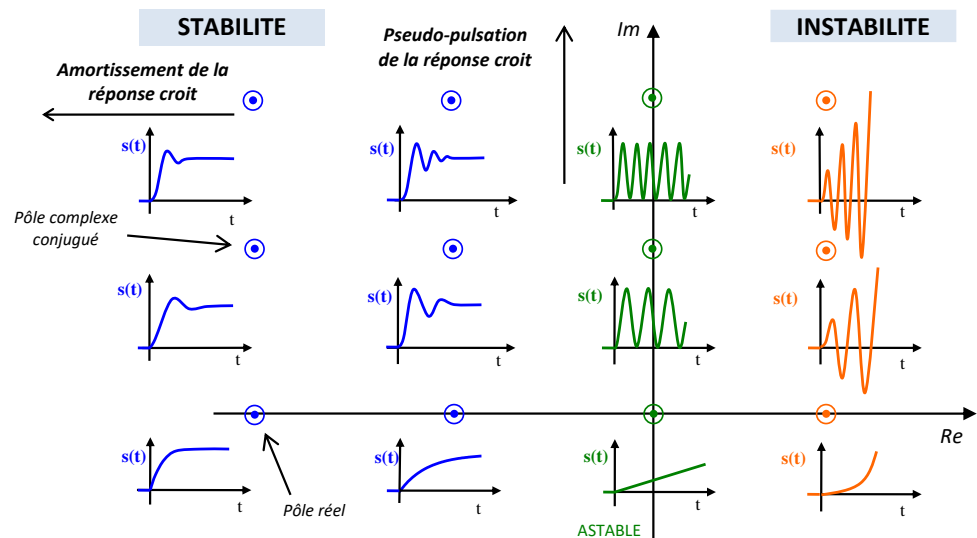 STABILITE
Pseudo-pulsation
de la réponse croit
Im
INSTABILITE
Amortissement de la
réponse croit
s(t)
t
s(t)
t
s(t)
t
s(t)
t
Pôle complexe
conjugué
s(t)
t
s(t)
t
s(t)
t
s(t)
t
Re
s(t)
t
s(t)
t
s(t)
t
s(t)
t
Pôle réel
ASTABLE